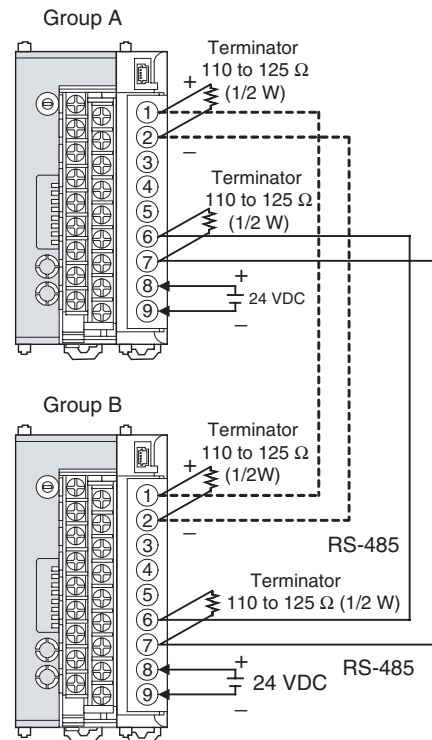 Group A
Terminator
110 to 125 Ω
(1/2 W)
+
1
2
–
3
4
5
6
7
8
9
Terminator
110 to 125 Ω
(1/2 W)
+
24 VDC
–
Group B
Terminator
110 to 125 Ω
(1/2W)
+
1
2
–
3
4
5
6
7
8
9
RS-485
Terminator
110 to 125 Ω (1/2 W)
RS-485
+
24 VDC
–